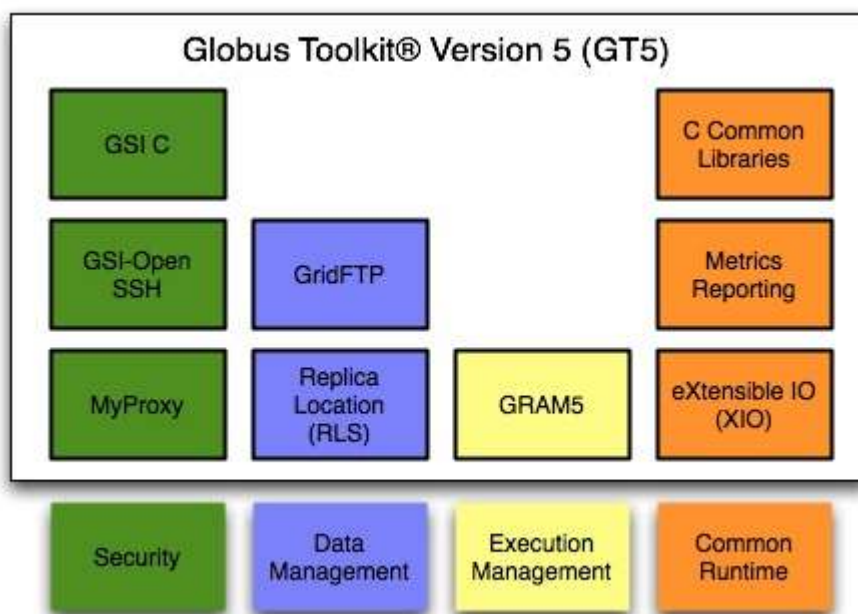 Globus Toolkit® Version 5 (GT5)
GSI C
C Common
Libraries
GSI-Open
SSH
GridFTP
Metrics
Reporting
MyProxy
Replica
Location
(RLS)
GRAM5
eXtensible IO
(XIO)
Security
Data
Management
Execution
Management
Common
Runtime